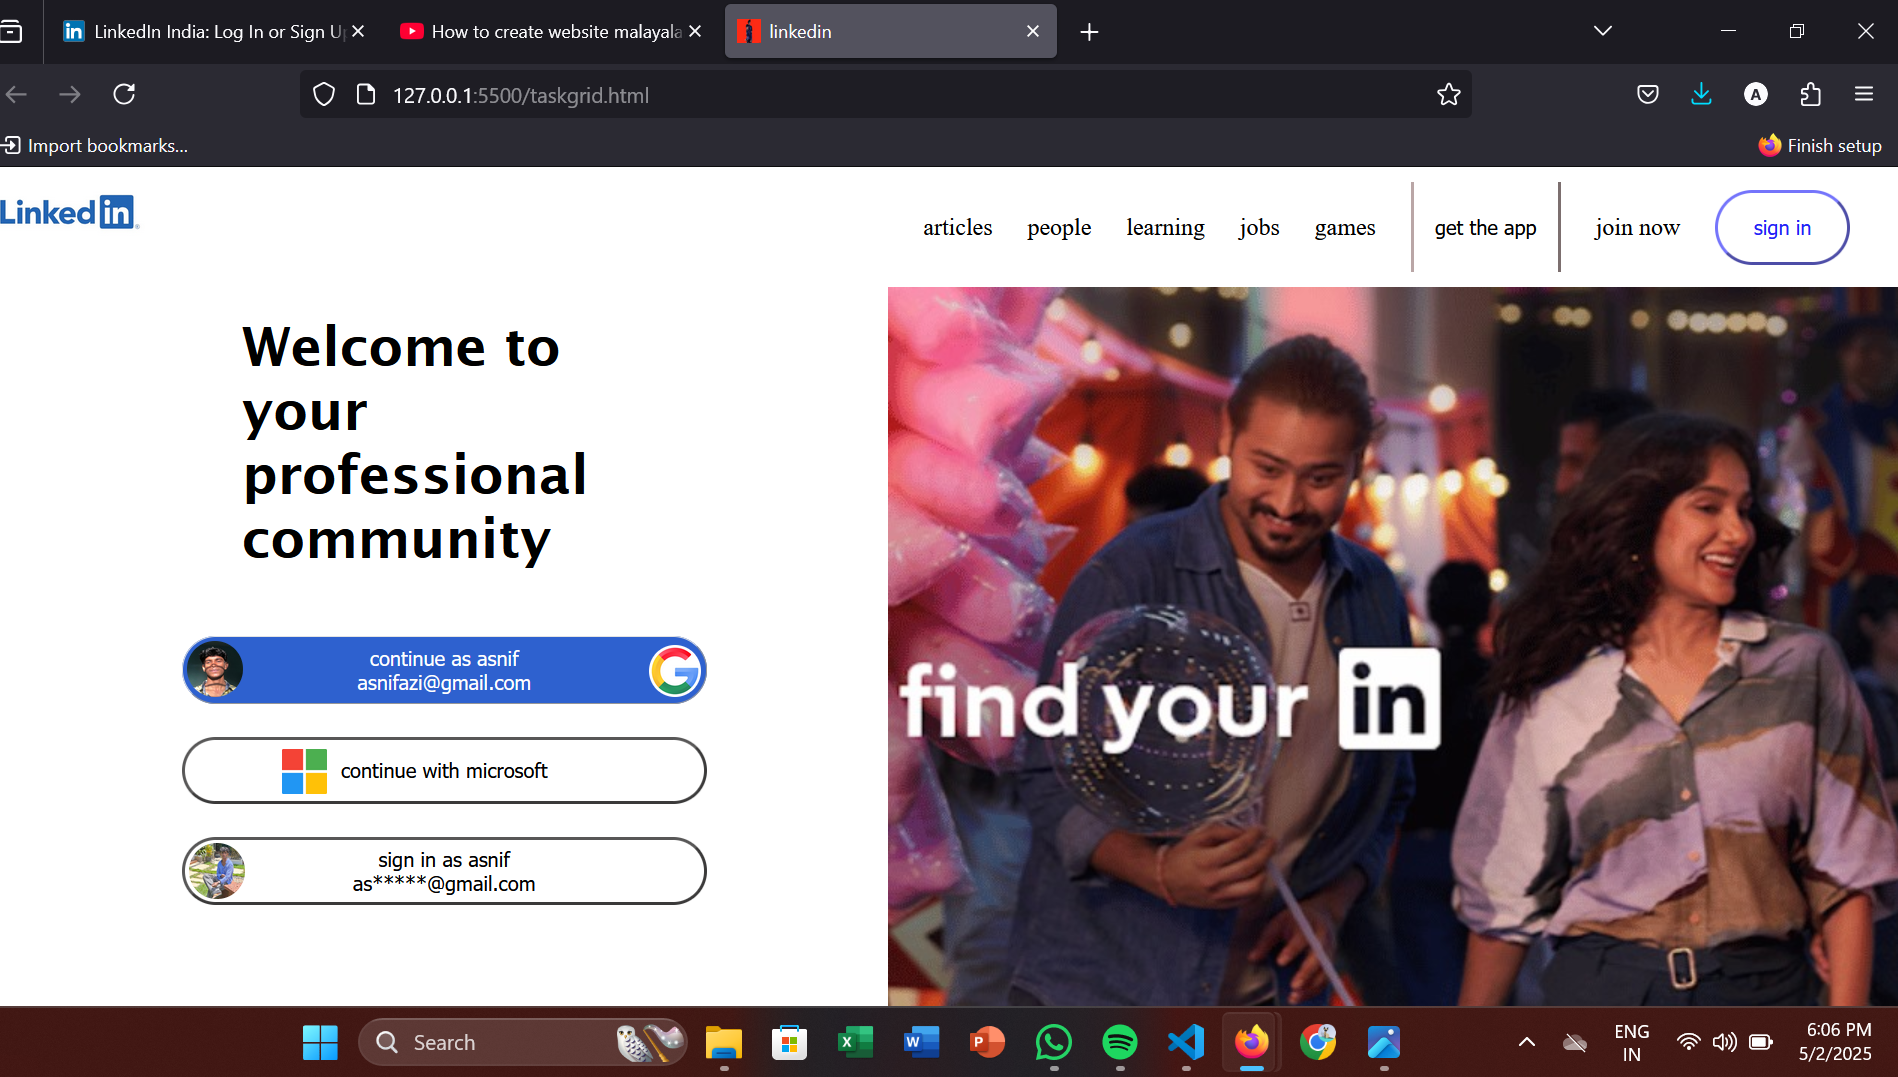 LinkedIn India: Log In or Sign Up
How to create website malayala
linkedin
127.0.0.1:5500/taskgrid.html
A
Import bookmarks...
Finish setup
Linkedin
articles people learning jobs games get the app join now sign in
Welcome to
your
professional
community
continue as asnif
asnifazi@gmail.com
continue with microsoft
sign in as asnif
as*****@gmail.com
find your in
Search
ENG
IN
6:06 PM
5/2/2025